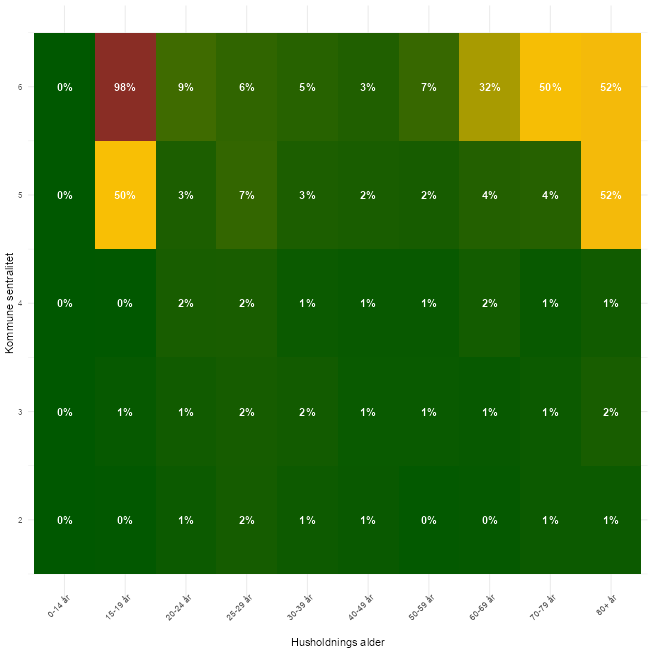 6 0% 98% 9% 6% 5% 3% 7% 32% 50% 52%
5 0% 50% 3% 7% 3% 2% 2% 4% 4% 52%
4 0% 0% 2% 2% 1% 1% 1% 2% 1% 1%
3 0% 1% 1% 2% 2% 1% 1% 1% 1% 2%
2 0% 0% 1% 2% 1% 1% 0% 0% 1% 1%
Kommune sentralitet
0-14 år 15-19 år 20-24 år 25-29 år 30-39 år 40-49 år 50-59 år 60-69 år 70-79 år 80+ år
Husholdnings alder